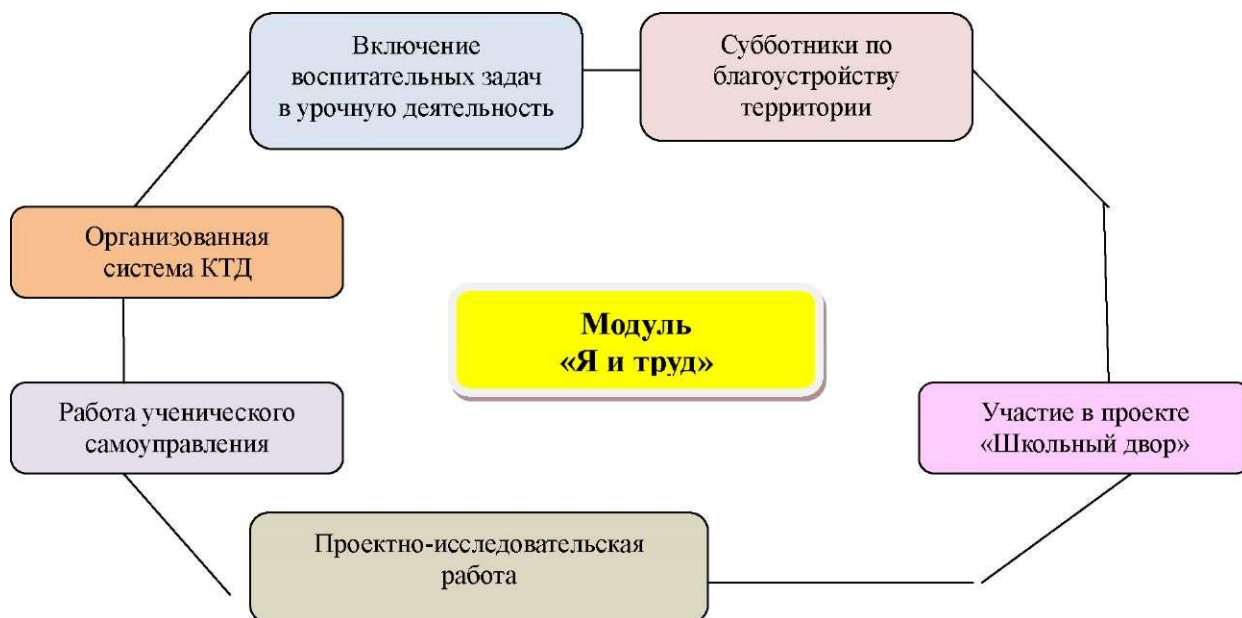 Включение
воспитательных задач
в урочную деятельность
Субботники по
благоустройству
территории
Организованная
система КТД
Модуль
«Я и труд»
Работа ученического
самоуправления
Участие в проекте
«Школьный двор»
Проектно-исследовательская
работа